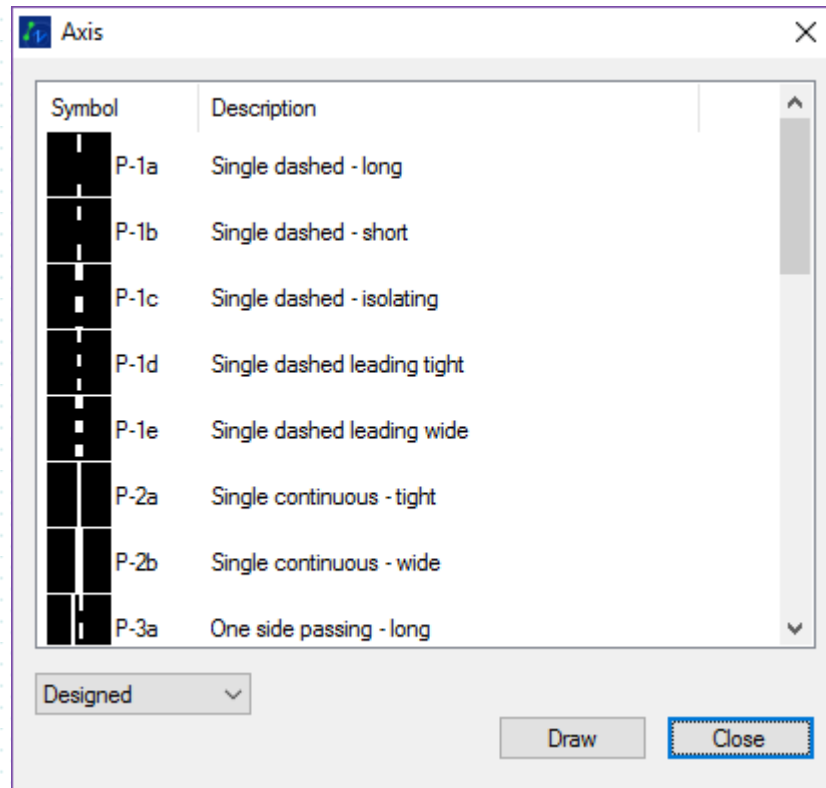 Axis
Symbol Description
P-1a Single dashed - long
P-1b Single dashed - short
P-1c Single dashed - isolating
P-1d Single dashed leading tight
P-1e Single dashed leading wide
P-2a Single continuous - tight
P-2b Single continuous - wide
P-3a One side passing - long
Designed
Draw Close